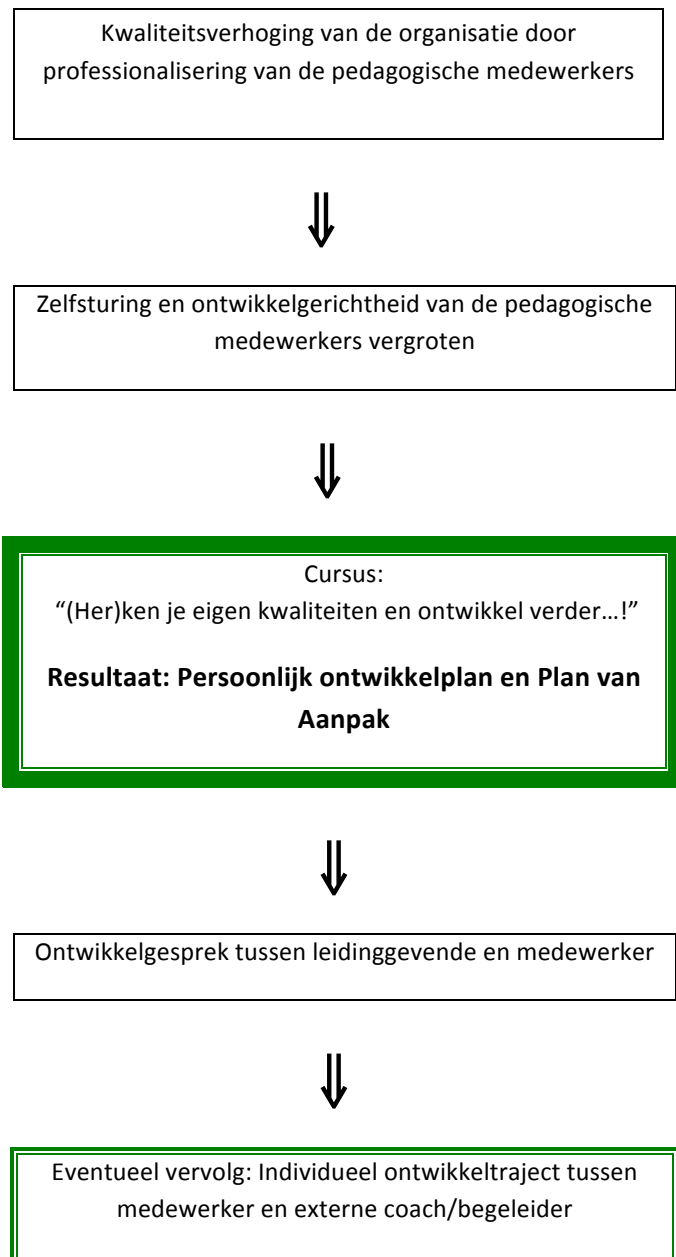 Kwaliteitsverhoging van de organisatie door
professionalisering van de pedagogische medewerkers
Zelfsturing en ontwikkelgerichtheid van de pedagogische
medewerkers vergroten
Cursus:
“(Her)ken je eigen kwaliteiten en ontwikkel verder…!”
Resultaat: Persoonlijk ontwikkelplan en Plan van
Aanpak
Ontwikkelgesprek tussen leidinggevende en medewerker
Eventueel vervolg: Individueel ontwikkeltraject tussen
medewerker en externe coach/begeleider